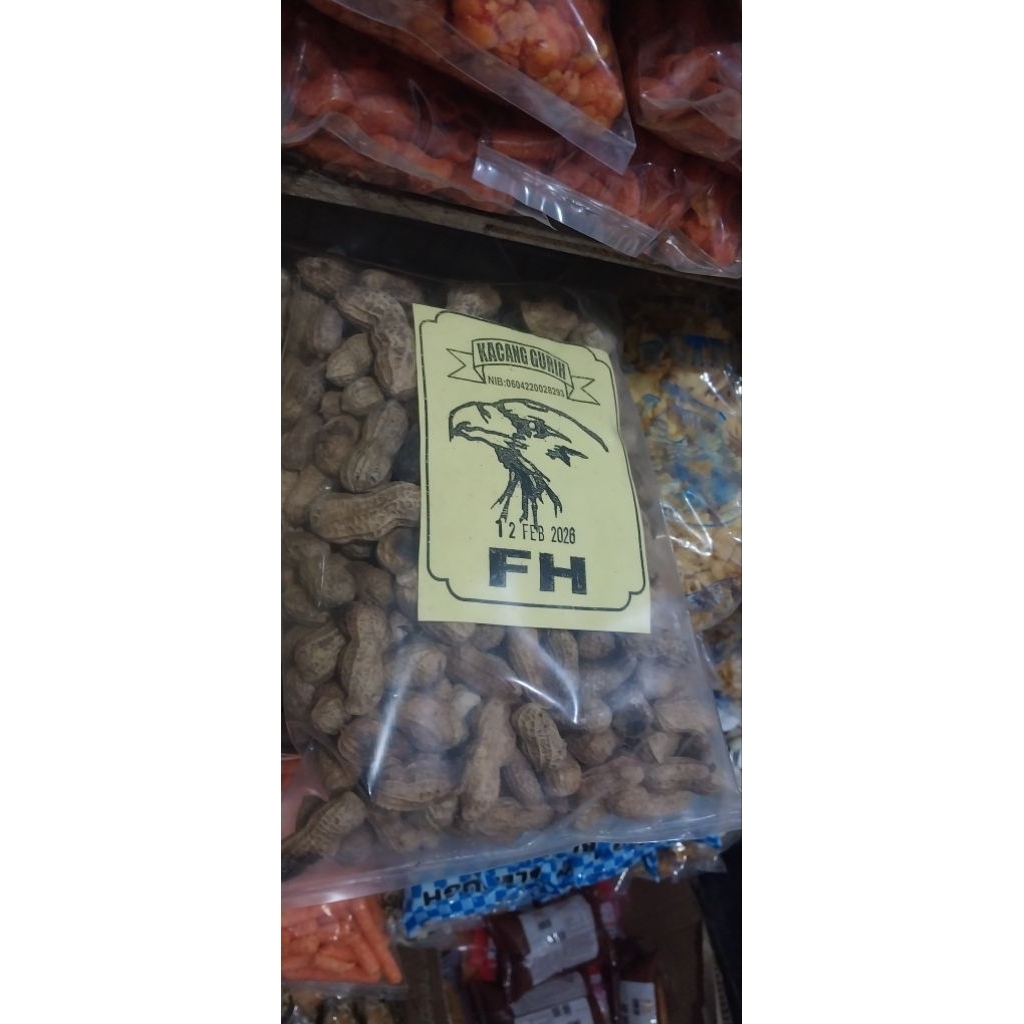 KACANG GURIH
NIB:0604220028293
12 FEB 2026
FH